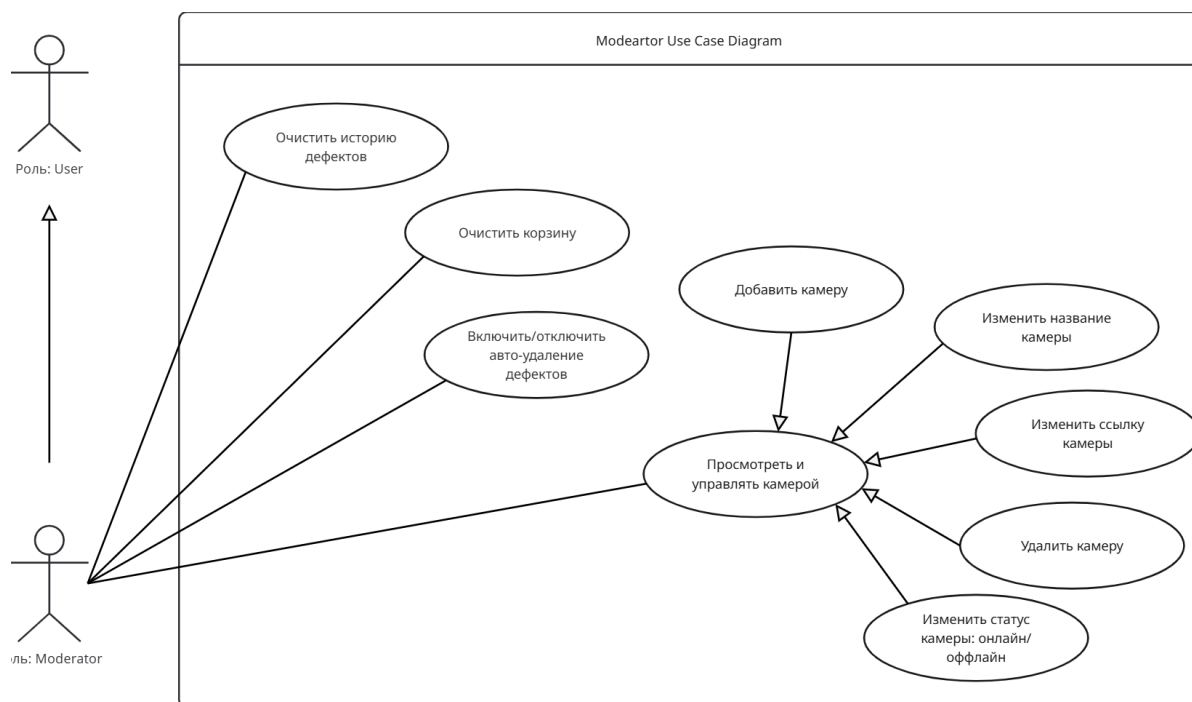 Modeartor Use Case Diagram
Роль: User
Очистить историю
дефектов
Очистить корзину
Включить/отключить
авто-удаление
дефектов
Добавить камеру
Изменить название
камеры
Изменить ссылку
камеры
Просмотреть и
управлять камерой
Удалить камеру
Изменить статус
камеры: онлайн/
оффлайн
оль: Moderator